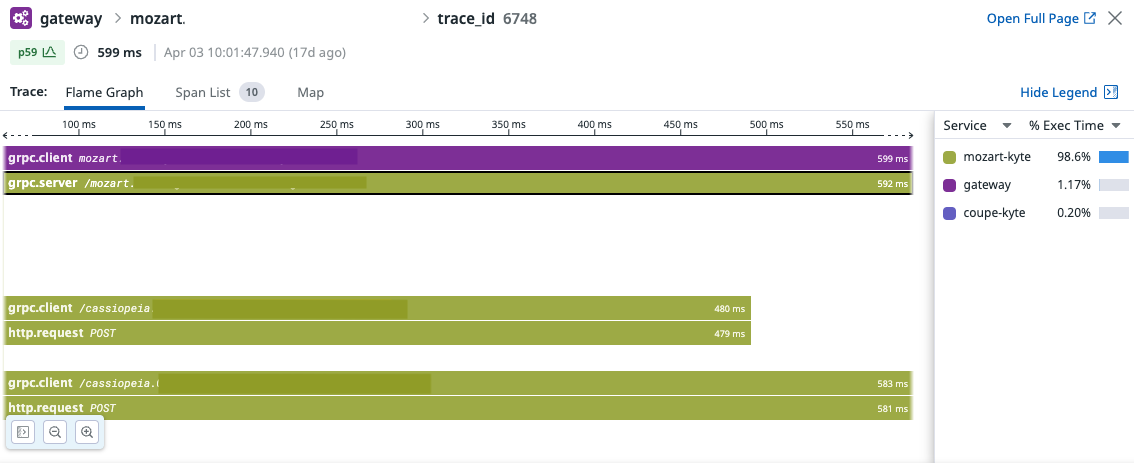 gateway > mozart. > trace_id 6748
Open Full Page
p59 599 ms Apr 03 10:01:47.940 (17d ago)
Trace: Flame Graph Span List 10 Map
Hide Legend
100 ms 150 ms 200 ms 250 ms 300 ms 350 ms 400 ms 450 ms 500 ms 550 ms
Service % Exec Time
grpc.client mozart. 599 ms
mozart-kyte 98.6%
grpc.server /mozart. 592 ms
gateway 1.17%
coupe-kyte 0.20%
grpc.client /cassiopeia 480 ms
http.request POST 479 ms
grpc.client /cassiopeia. 583 ms
http.request POST 581 ms